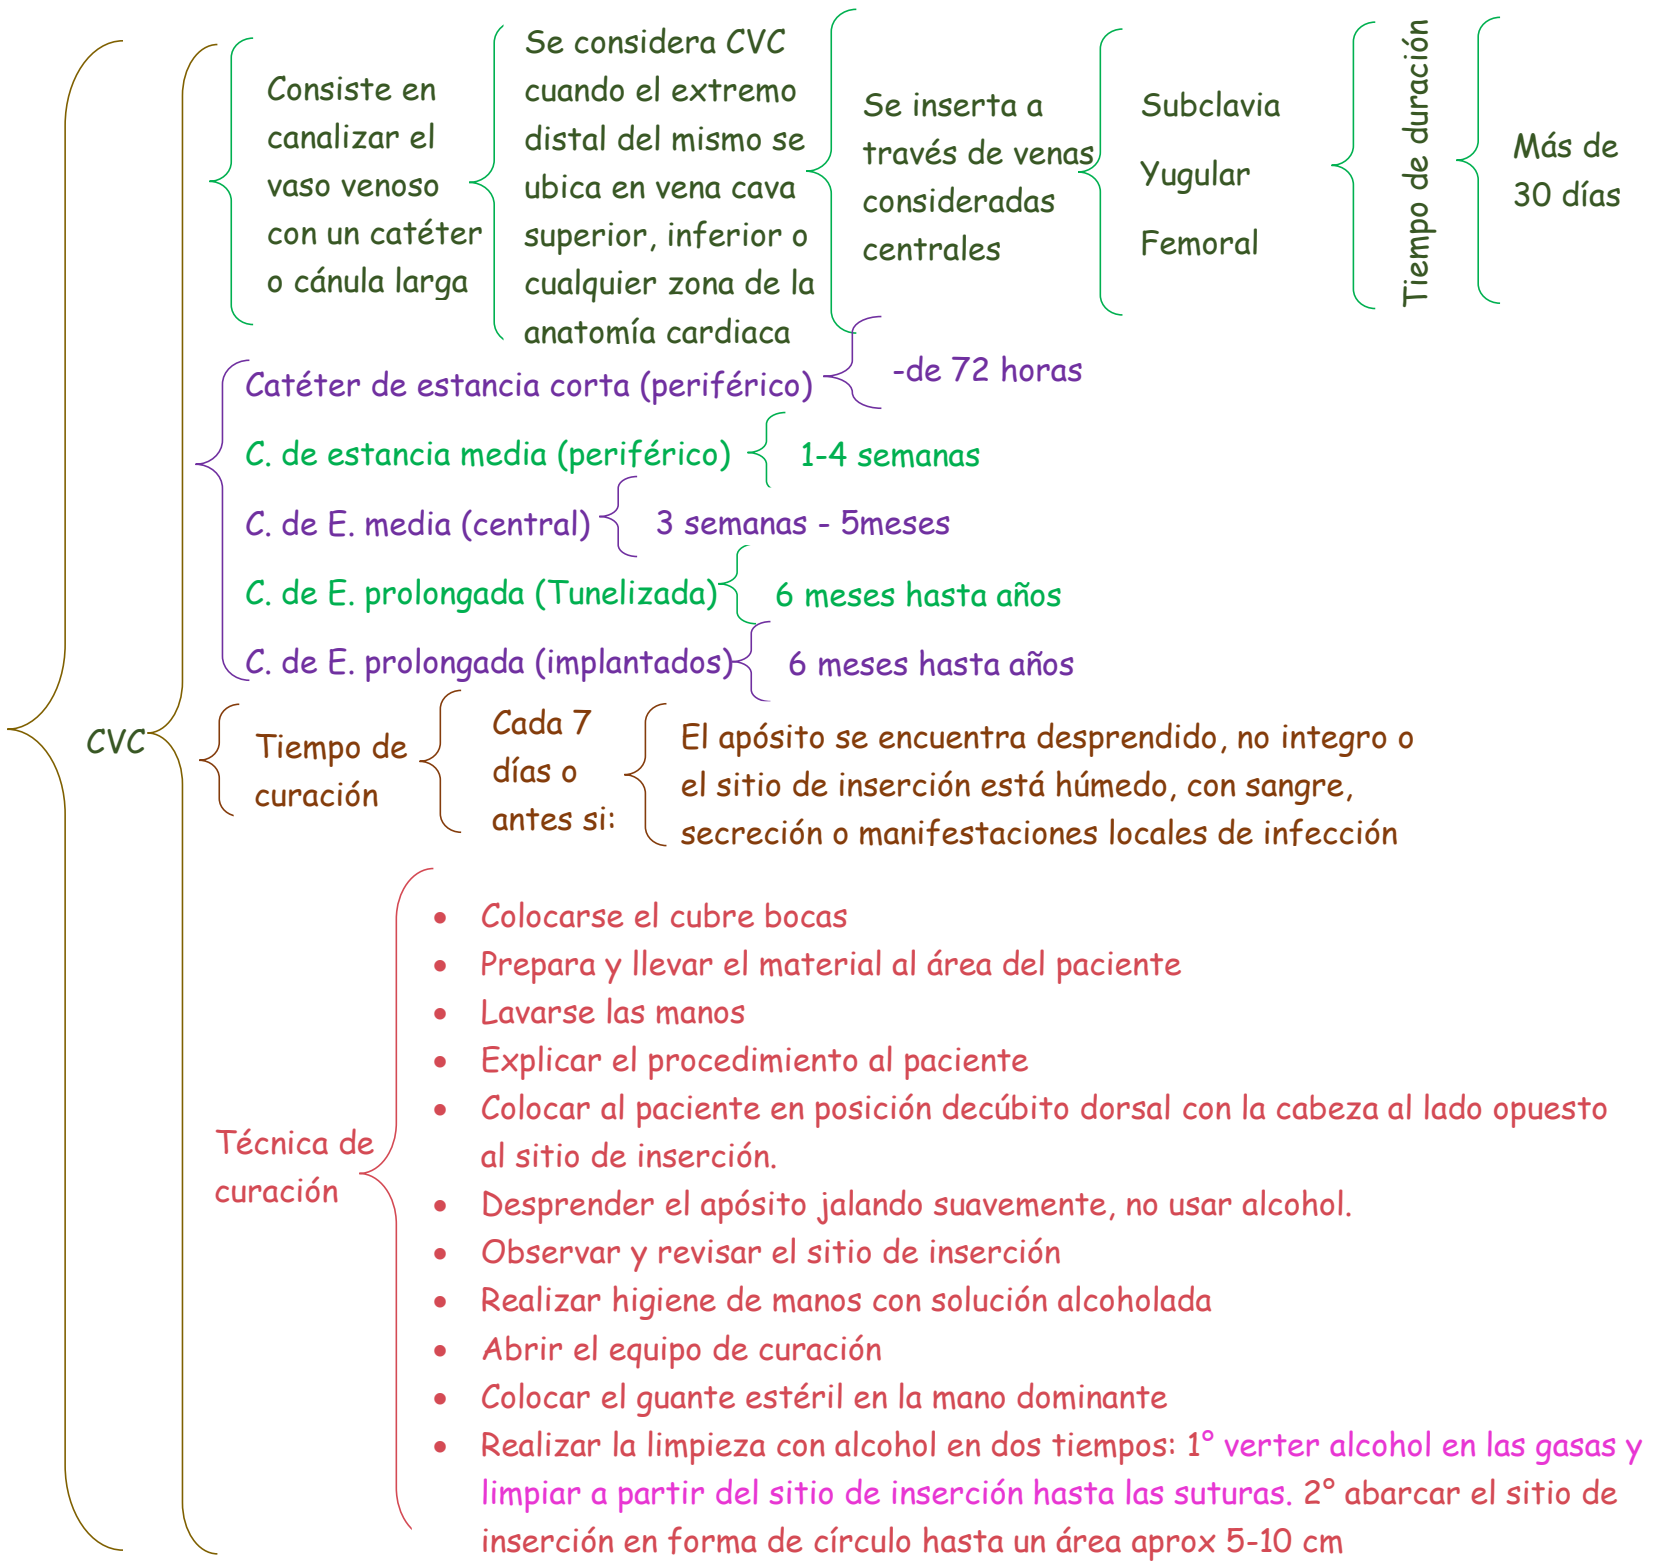 Consiste en
canalizar el
vaso venoso
con un catéter
o cánula larga
Se considera CVC
cuando el extremo
distal del mismo se
ubica en vena cava
superior, inferior o
cualquier zona de la
anatomía cardiaca
Se inserta a
través de venas
consideradas
centrales
Subclavia
Yugular
Femoral
Tiempo de duración
Más de
30 días
Catéter de estancia corta (periférico)
-de 72 horas
C. de estancia media (periférico)
1-4 semanas
C. de E. media (central)
3 semanas - 5meses
C. de E. prolongada (Tunelizada)
6 meses hasta años
C. de E. prolongada (implantados)
6 meses hasta años
CVC
Tiempo de
curación
Cada 7
días o
antes si:
El apósito se encuentra desprendido, no integro o
el sitio de inserción está húmedo, con sangre,
secreción o manifestaciones locales de infección
Técnica de
curación
• Colocarse el cubre bocas
• Prepara y llevar el material al área del paciente
• Lavarse las manos
• Explicar el procedimiento al paciente
• Colocar al paciente en posición decúbito dorsal con la cabeza al lado opuesto
al sitio de inserción.
• Desprender el apósito jalando suavemente, no usar alcohol.
• Observar y revisar el sitio de inserción
• Realizar higiene de manos con solución alcoholada
• Abrir el equipo de curación
• Colocar el guante estéril en la mano dominante
• Realizar la limpieza con alcohol en dos tiempos: 1° verter alcohol en las gasas y
limpiar a partir del sitio de inserción hasta las suturas. 2° abarcar el sitio de
inserción en forma de círculo hasta un área aprox 5-10 cm